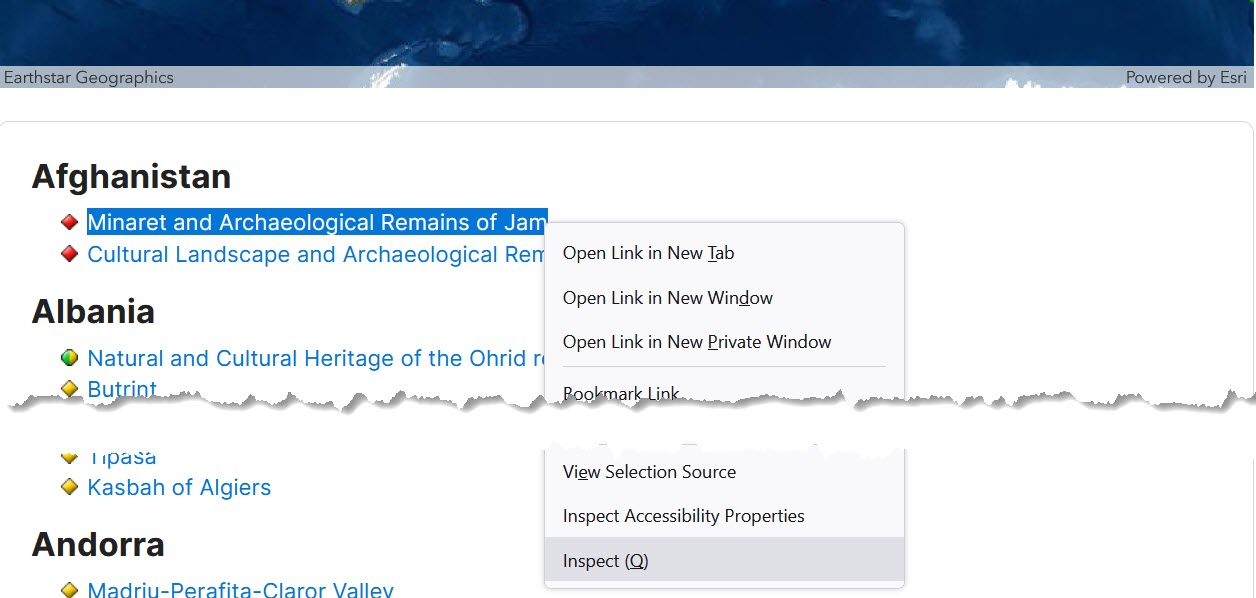 Earthstar Geographics
Powered by Esri
Afghanistan
Minaret and Archaeological Remains of Jam
Cultural Landscape and Archaeological Rem
Albania
Natural and Cultural Heritage of the Ohrid re
Butrint
Open Link in New Tab
Open Link in New Window
Open Link in New Private Window
Bookmark Link
Tipasa
Kasbah of Algiers
Andorra
Madriu-Perafita-Claror Valley
View Selection Source
Inspect Accessibility Properties
Inspect (Q)